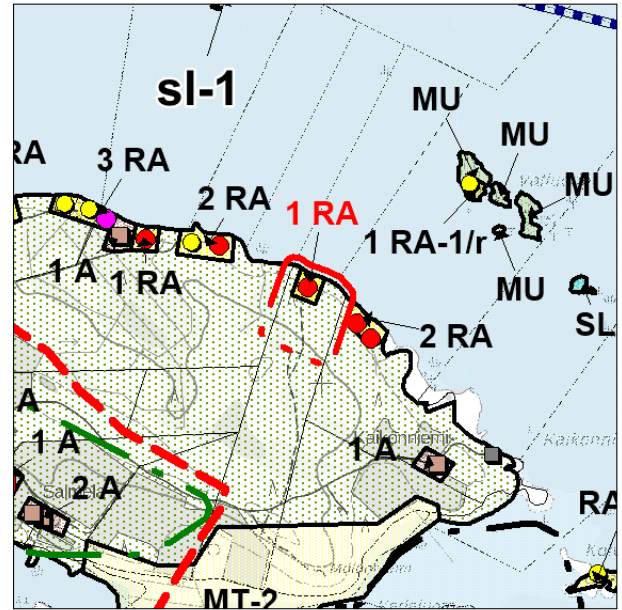 sl-1
MU
MU
RA
3 RA
2 RA
1 RA
MU
1 RA-1/r
1 A
1 RA
MU
SL
2 RA
A
1 A
Kaikonniemi
1 A
2 A
RA
MT-2